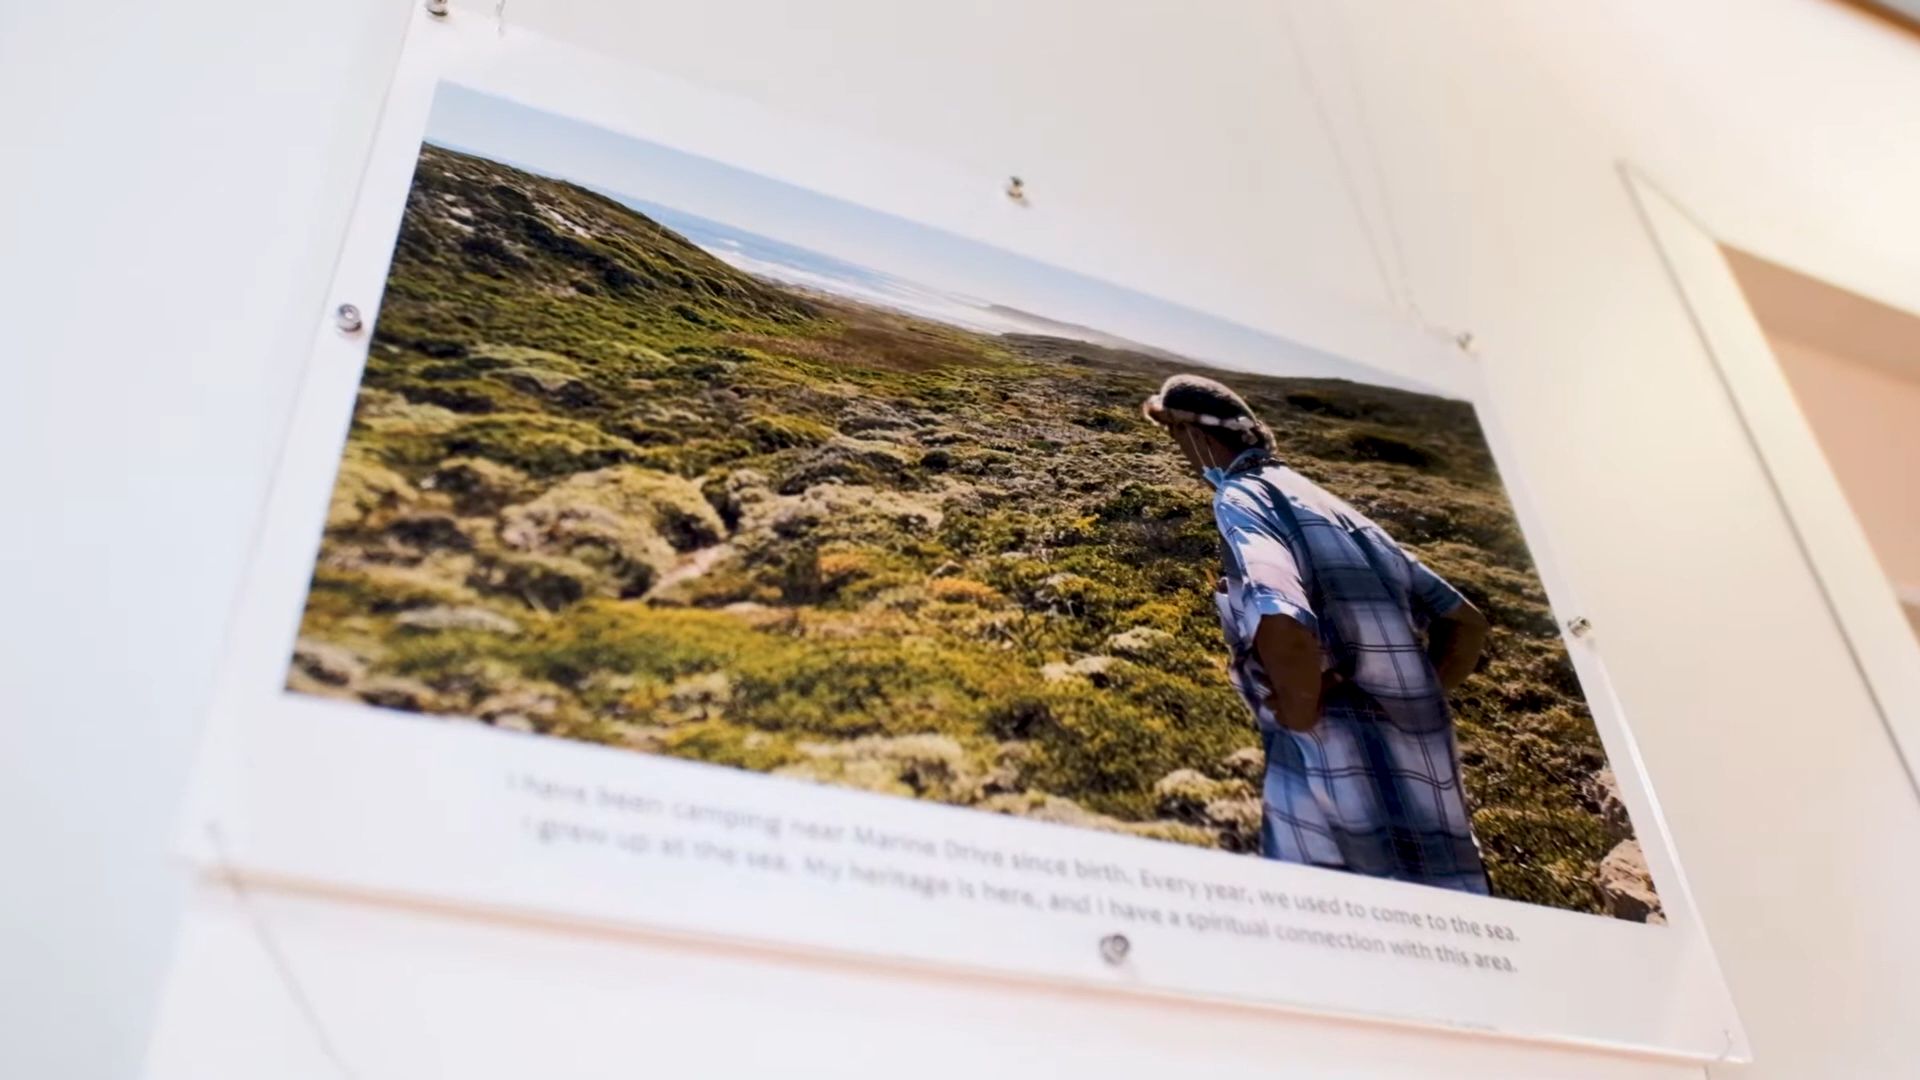 I have been camping near Marine Drive since birth. Every year, we used to come to the sea.
I grew up at the sea. My heritage is here, and I have a spiritual connection with this area.